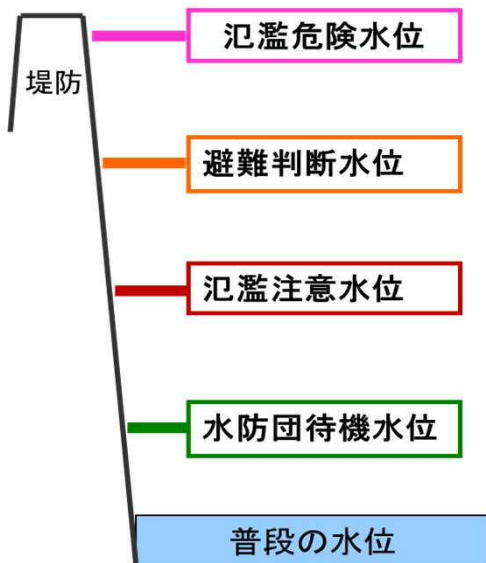 氾濫危険水位
堤防
避難判断水位
氾濫注意水位
水防団待機水位
普段の水位